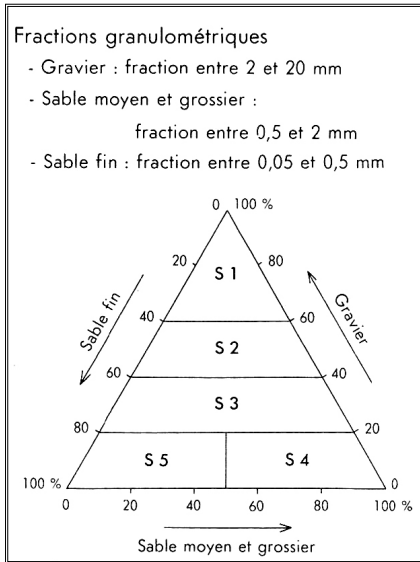 Fractions granulométriques
- Gravier : fraction entre 2 et 20 mm
- Sable moyen et grossier :
fraction entre 0,5 et 2 mm
- Sable fin : fraction entre 0,05 et 0,5 mm
0 100 %
20 80
S 1
Sable fin
Gravier
40 60
S 2
60 40
S 3
80 20
S 5 S 4
100 % 0
0 20 40 60 80 100 %
Sable moyen et grossier